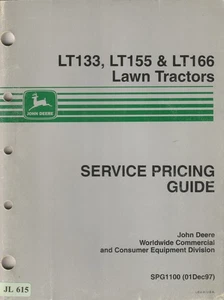 LT133, LT155 & LT166
Lawn Tractors
JOHN DEERE
SERVICE PRICING
GUIDE
John Deere
Worldwide Commercial
and Consumer Equipment Division
SPG1100 (01Dec97)
JL 615